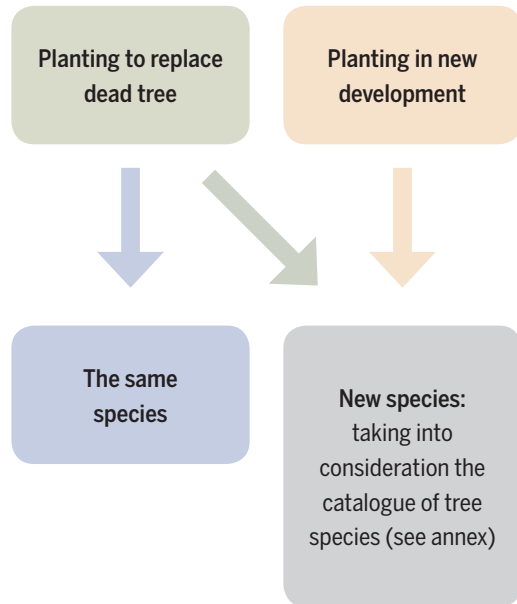 Planting to replace
dead tree
Planting in new
development
The same
species
New species:
taking into
consideration the
catalogue of tree
species (see annex)